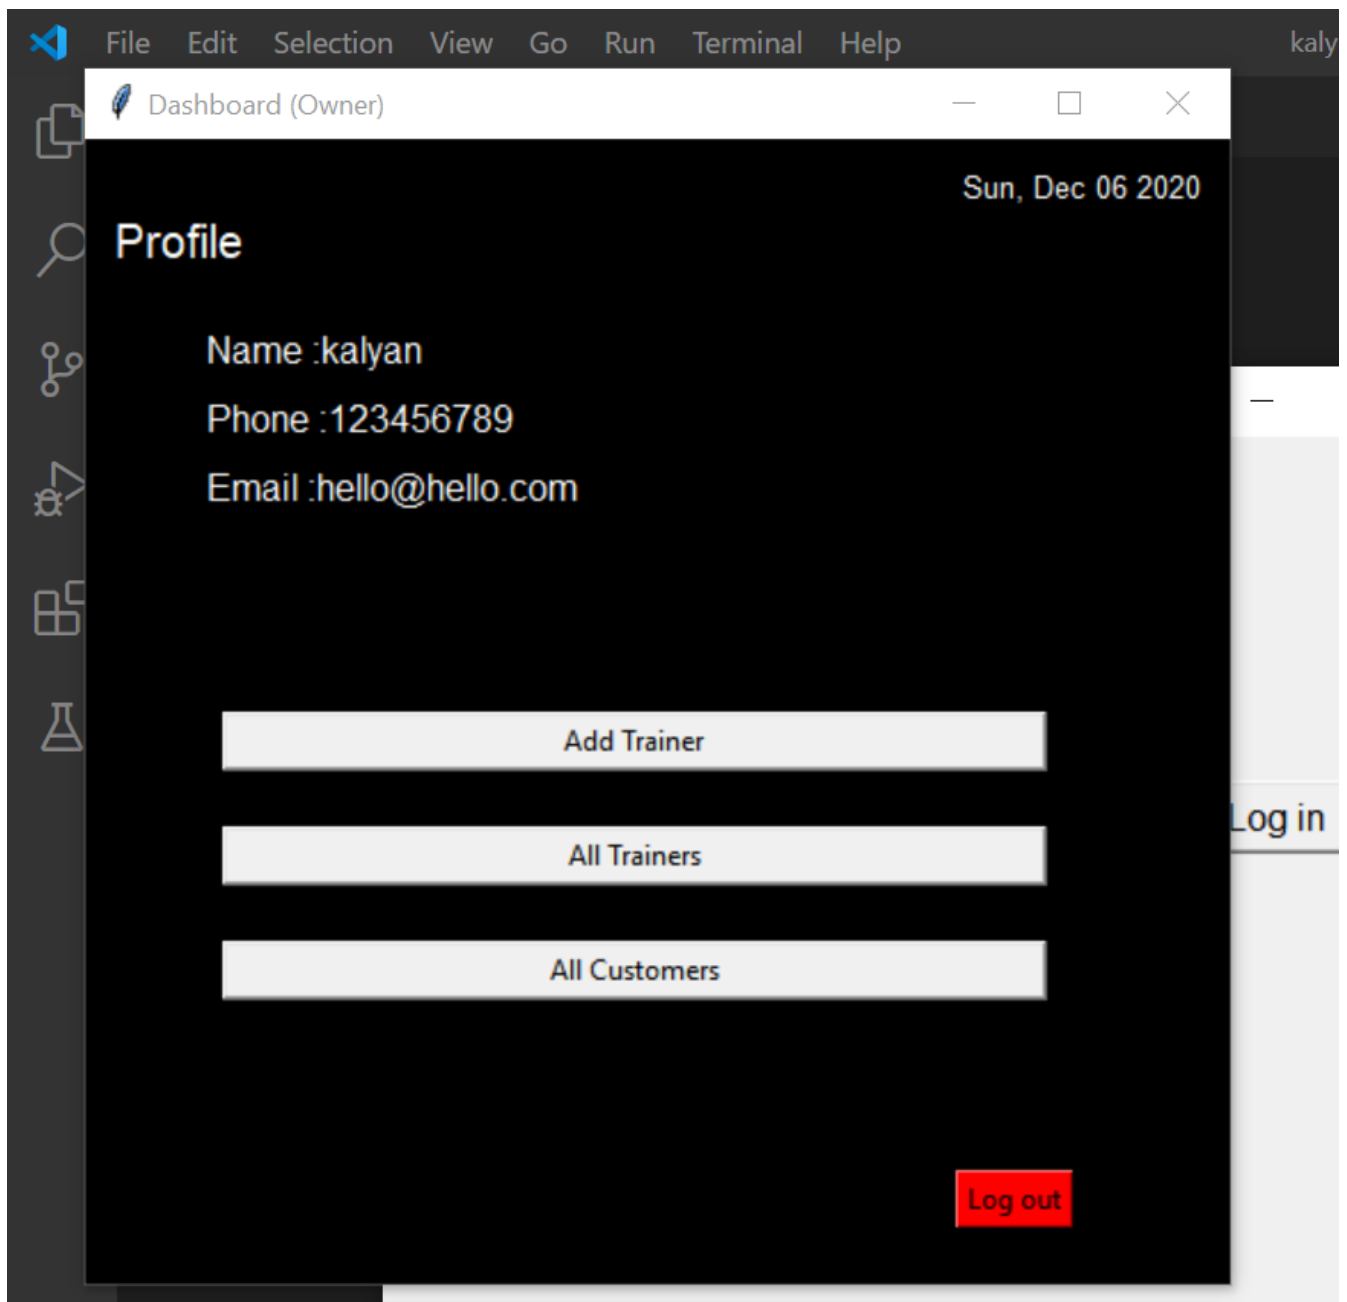 File Edit Selection View Go Run Terminal Help kaly
Dashboard (Owner)
Sun, Dec 06 2020
Profile
Name :kalyan
Phone :123456789
Email :hello@hello.com
Add Trainer
All Trainers
Log in
All Customers
Log out